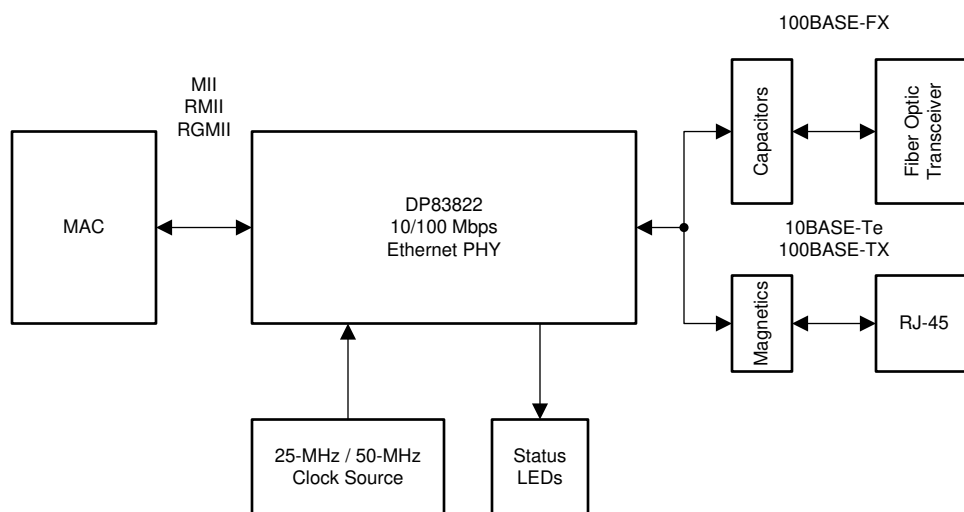 100BASE-FX
MII
RMII
RGMII
Capacitors
Fiber Optic
Transceiver
MAC
DP83822
10/100 Mbps
Ethernet PHY
10BASE-Te
100BASE-TX
Magnetics
RJ-45
25-MHz / 50-MHz
Clock Source
Status
LEDs